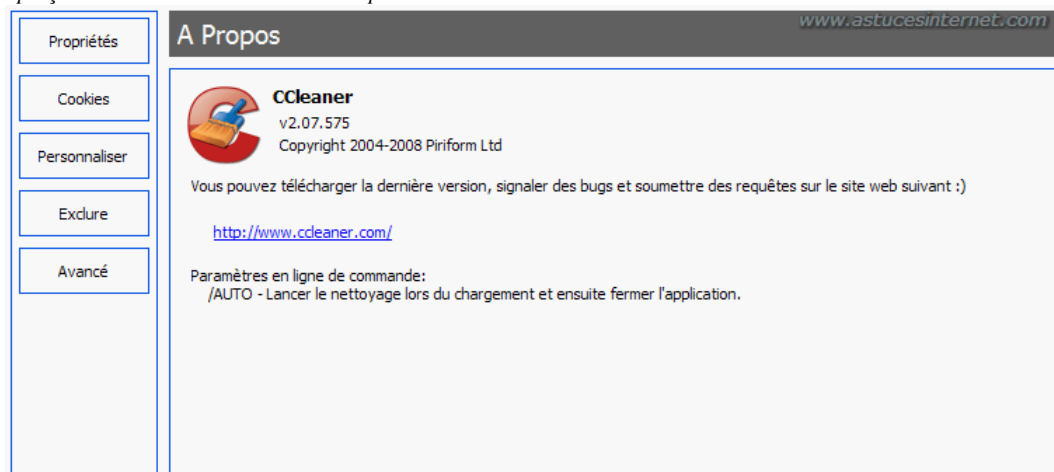 www.astucesinternet.com
A Propos
Propriétés
Cookies
Personnaliser
Exclure
Avancé
CCleaner
v2.07.575
Copyright 2004-2008 Piriform Ltd
Vous pouvez télécharger la dernière version, signaler des bugs et soumettre des requêtes sur le site web suivant :)
http://www.ccleaner.com/
Paramètres en ligne de commande:
/AUTO - Lancer le nettoyage lors du chargement et ensuite fermer l'application.